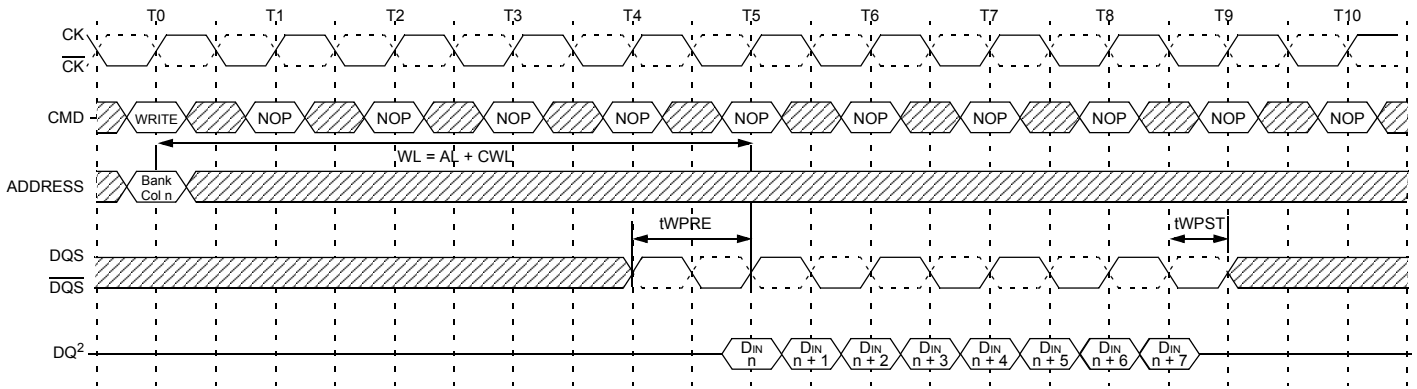 T0 T1 T2 T3 T4 T5 T6 T7 T8 T9 T10
CK
CK
CMD WRITE NOP NOP NOP NOP NOP NOP NOP NOP NOP NOP
WL = AL + CWL
ADDRESS Bank
Col n
tWPRE tWPST
DQS
DQS
DQ2 DIN DIN DIN DIN DIN DIN DIN DIN
n n + 1 n + 2 n + 3 n + 4 n + 5 n + 6 n + 7